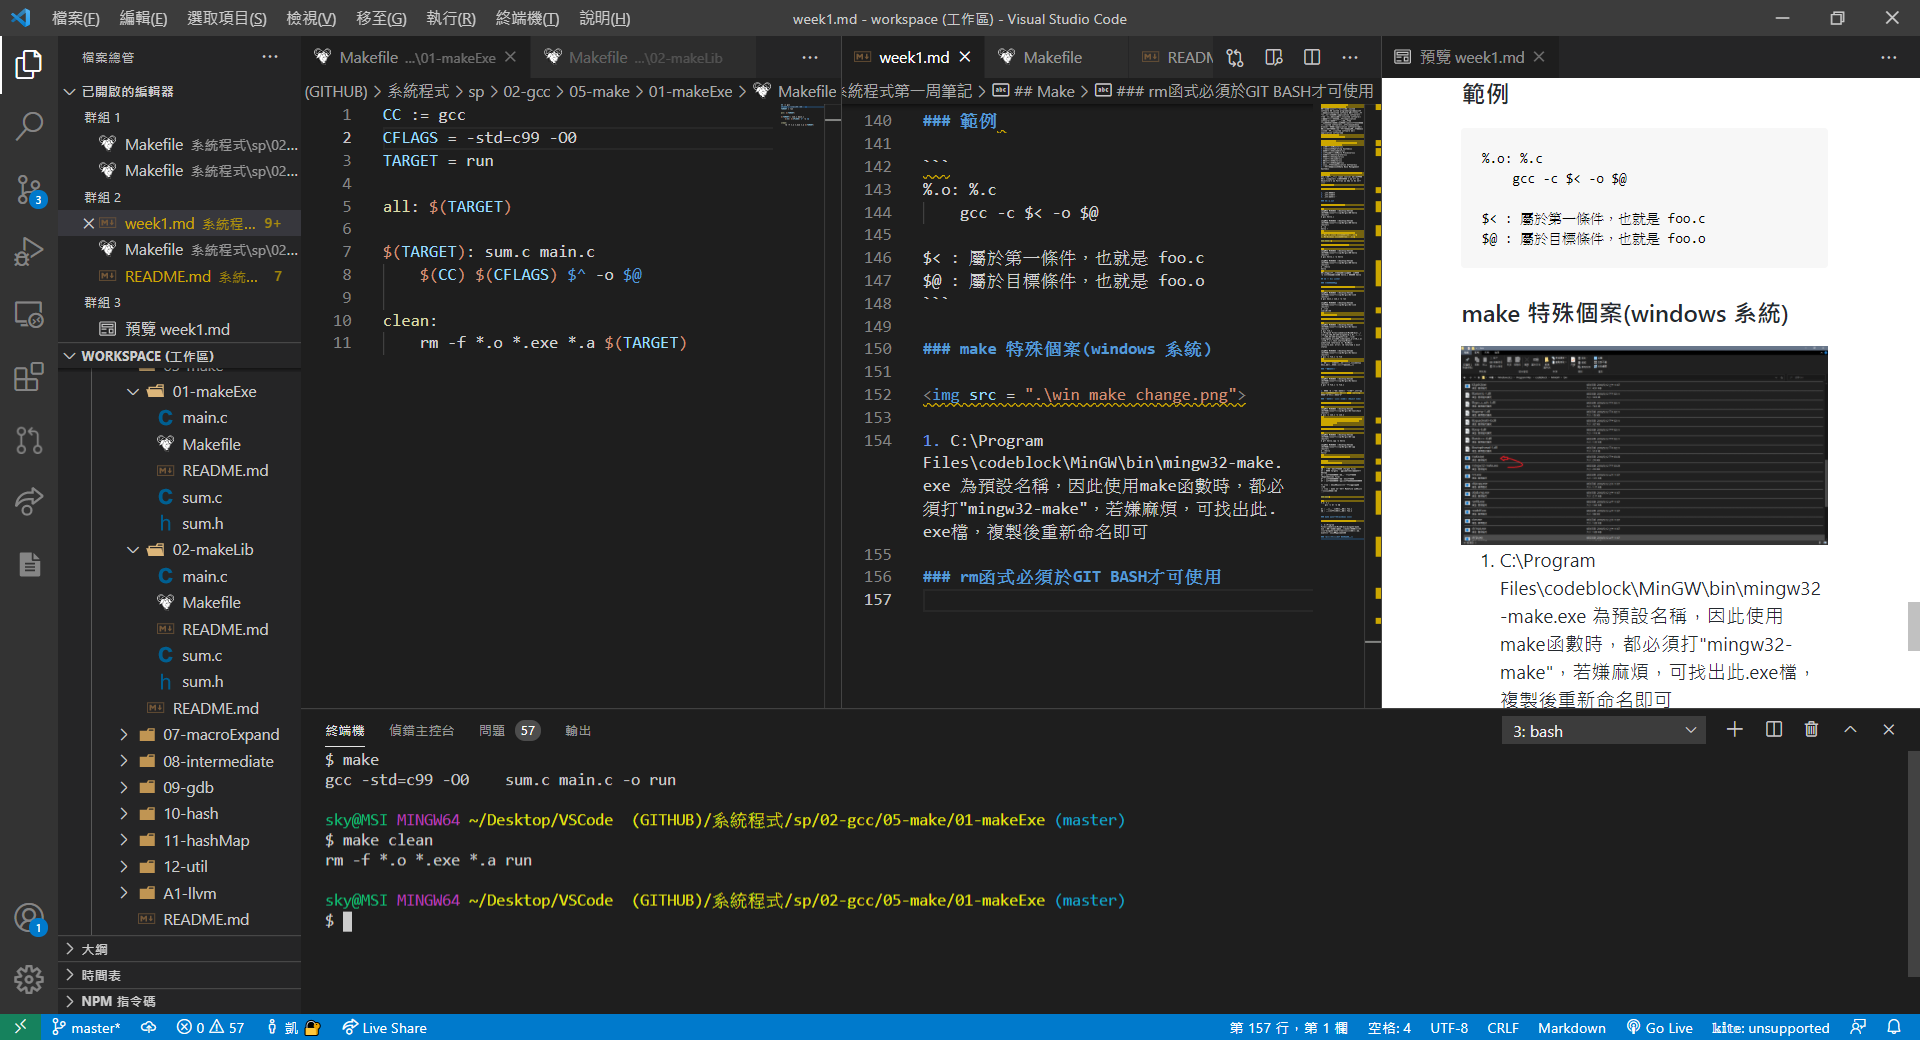 檔案(F) 編輯(E) 選取項目(S) 檢視(V) 移至(G) 執行(R) 終端機(T) 說明(H)
week1.md - workspace (工作區) - Visual Studio Code
檔案總管
已開啟的編輯器
群組 1
Makefile 系統程式\sp\02...
Makefile 系統程式\sp\02...
群組 2
week1.md 系統程... 9+
Makefile 系統程式\sp\02...
README.md 系統... 7
群組 3
預覽 week1.md
WORKSPACE (工作區)
05-make
01-makeExe
main.c
Makefile
README.md
sum.c
sum.h
02-makeLib
main.c
Makefile
README.md
sum.c
sum.h
README.md
07-macroExpand
08-intermediate
09-gdb
10-hash
11-hashMap
12-util
A1-llvm
README.md
大綱
時間表
NPM 指令碼
3
1
Makefile ...\01-makeExe
Makefile ...\02-makeLib
(GITHUB) > 系統程式 > sp > 02-gcc > 05-make > 01-makeExe > Makefile
1 CC := gcc
2 CFLAGS = -std=c99 -O0
3 TARGET = run
4
5 all: $(TARGET)
6
7 $(TARGET): sum.c main.c
8 $(CC) $(CFLAGS) $^ -o $@
9
10 clean:
11 rm -f *.o *.exe *.a $(TARGET)
week1.md
Makefile
READM
統程式第一周筆記 > ## Make > ### rm函式必須於GIT BASH才可使用
140 ### 範例
141
142 ```
143 %.o: %.c
144 gcc -c $< -o $@
145
146 $< : 屬於第一條件，也就是 foo.c
147 $@ : 屬於目標條件，也就是 foo.o
148 ```
149
150 ### make 特殊個案(windows 系統)
151
152 <img src = ".\win make change.png">
153
154 1. C:\Program
Files\codeblock\MinGW\bin\mingw32-make.
exe 為預設名稱，因此使用make函數時，都必
須打"mingw32-make"，若嫌麻煩，可找出此.
exe檔，複製後重新命名即可
155
156 ### rm函式必須於GIT BASH才可使用
157
預覽 week1.md
範例
%.o: %.c
gcc -c $< -o $@
$< : 屬於第一條件，也就是 foo.c
$@ : 屬於目標條件，也就是 foo.o
make 特殊個案(windows 系統)
1. C:\Program
Files\codeblock\MinGW\bin\mingw32
-make.exe 為預設名稱，因此使用
make函數時，都必須打"mingw32-
make"，若嫌麻煩，可找出此.exe檔，
複製後重新命名即可
終端機 偵錯主控台 問題 57 輸出
3: bash
$ make
gcc -std=c99 -O0    sum.c main.c -o run
sky@MSI MINGW64 ~/Desktop/VSCode  (GITHUB)/系統程式/sp/02-gcc/05-make/01-makeExe (master)
$ make clean
rm -f *.o *.exe *.a run
sky@MSI MINGW64 ~/Desktop/VSCode  (GITHUB)/系統程式/sp/02-gcc/05-make/01-makeExe (master)
$
master* 0 57 凱 Live Share
第 157 行，第 1 欄 空格: 4 UTF-8 CRLF Markdown Go Live kite: unsupported